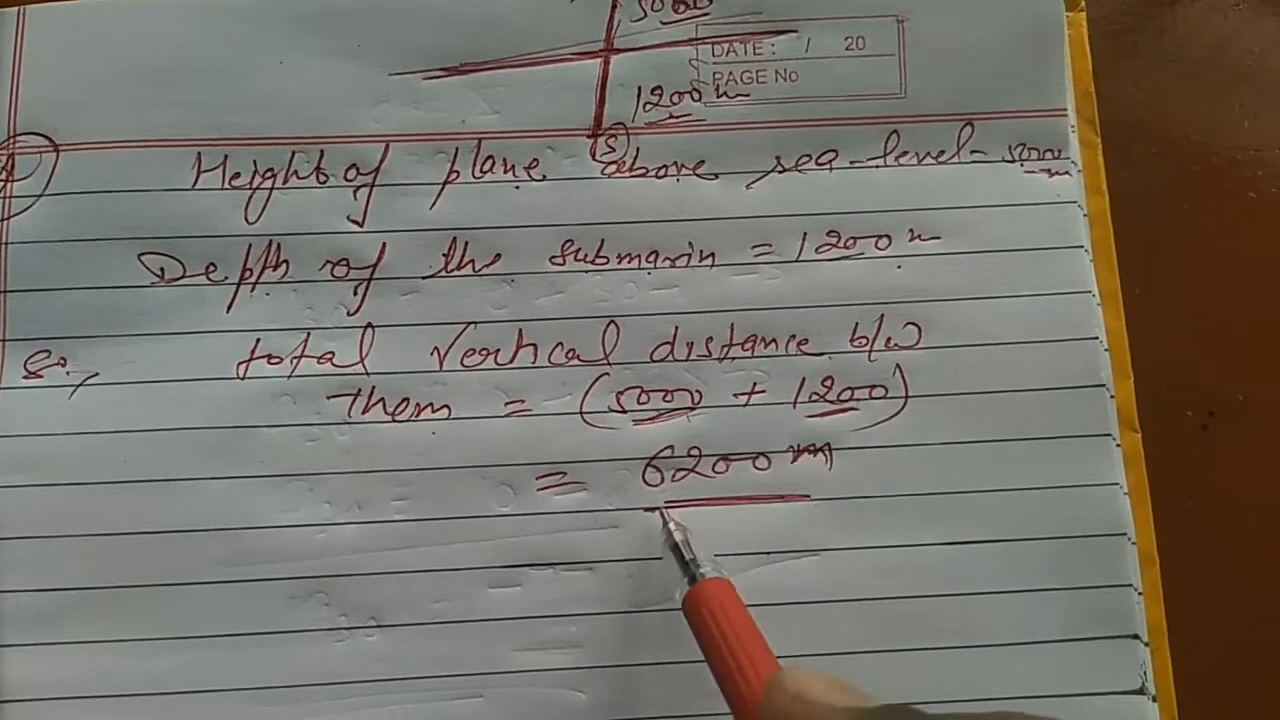 5000
DATE: / 20
PAGE No
1200 m
(S)
Height of plane above sea-level - 5000 m
Depth of the submarin = 1200 m
So, total vertical distance b/w
them = (5000 + 1200)
= 6200 m